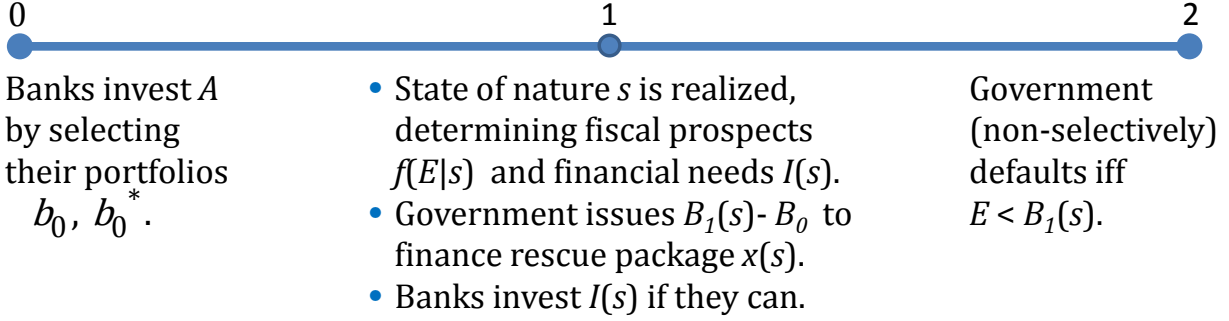 0
1
2
Banks invest A
by selecting
their portfolios
b₀, b₀*.
• State of nature s is realized,
determining fiscal prospects
f(E|s) and financial needs I(s).
• Government issues B₁(s)- B₀ to
finance rescue package x(s).
• Banks invest I(s) if they can.
Government
(non-selectively)
defaults iff
E < B₁(s).